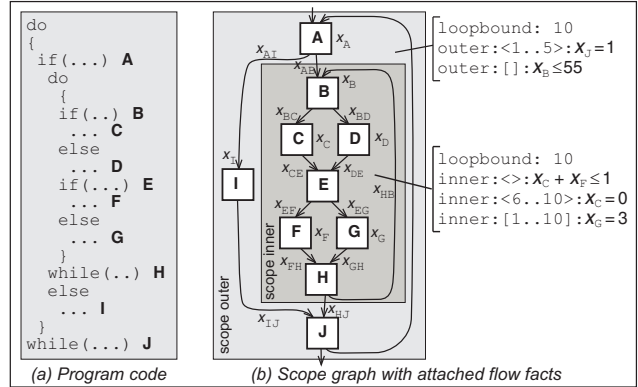 do
{
if(...) A
do
{
if(..) B
... C
else
... D
if(...) E
... F
else
... G
}
while(..) H
else
... I
}
while(...) J
(a) Program code
A
x_A
x_AI
x_AB
B
x_B
x_BC
x_BD
C
x_C
D
x_D
x_I
I
x_CE
x_DE
E
x_HB
x_EF
x_EG
F
x_F
G
x_G
x_FH
x_GH
H
scope inner
x_HJ
x_IJ
J
scope outer
(b) Scope graph with attached flow facts
loopbound: 10
outer:<1..5>:x_J=1
outer:[]:x_B≤55
loopbound: 10
inner:<>:x_C + x_F≤1
inner:<6..10>:x_C=0
inner:[1..10]:x_G=3